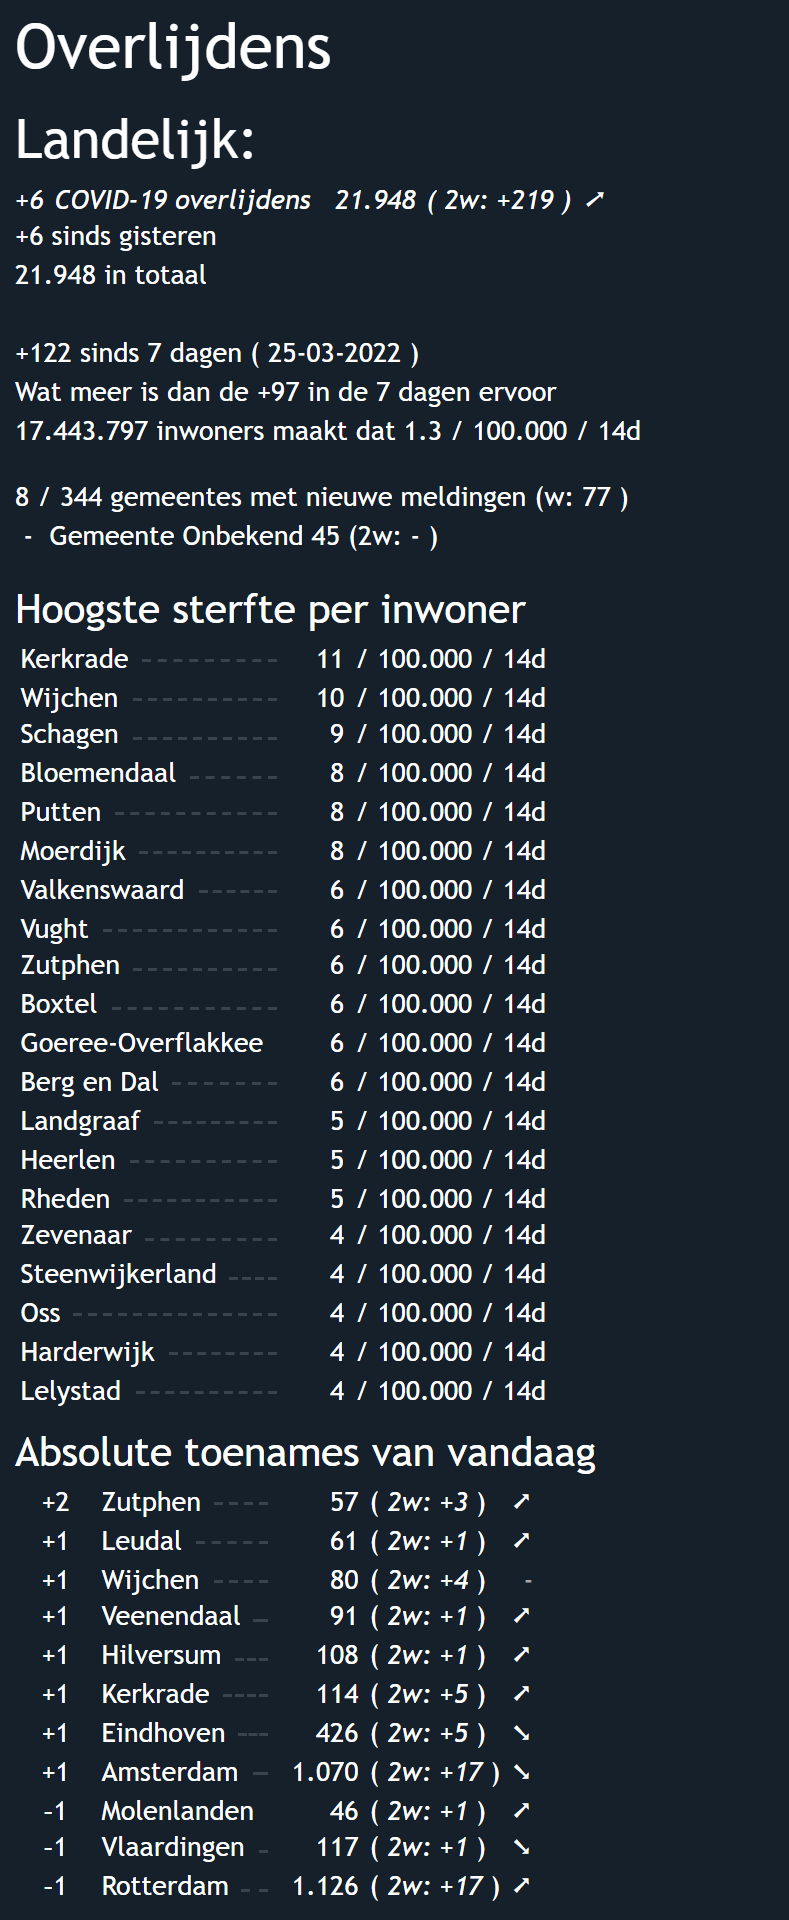 Overlijdens
Landelijk:
+6 COVID-19 overlijdens 21.948 ( 2w: +219 ) ➚
+6 sinds gisteren
21.948 in totaal
+122 sinds 7 dagen ( 25-03-2022 )
Wat meer is dan de +97 in de 7 dagen ervoor
17.443.797 inwoners maakt dat 1.3 / 100.000 / 14d
8 / 344 gemeentes met nieuwe meldingen (w: 77 )
- Gemeente Onbekend 45 (2w: - )
Hoogste sterfte per inwoner
Kerkrade ---------- 11 / 100.000 / 14d
Wijchen ----------- 10 / 100.000 / 14d
Schagen ----------- 9 / 100.000 / 14d
Bloemendaal ------ 8 / 100.000 / 14d
Putten ------------ 8 / 100.000 / 14d
Moerdijk ---------- 8 / 100.000 / 14d
Valkenswaard ------ 6 / 100.000 / 14d
Vught ------------- 6 / 100.000 / 14d
Zutphen ----------- 6 / 100.000 / 14d
Boxtel ------------ 6 / 100.000 / 14d
Goeree-Overflakkee 6 / 100.000 / 14d
Berg en Dal ------- 6 / 100.000 / 14d
Landgraaf --------- 5 / 100.000 / 14d
Heerlen ----------- 5 / 100.000 / 14d
Rheden ----------- 5 / 100.000 / 14d
Zevenaar ---------- 4 / 100.000 / 14d
Steenwijkerland ---- 4 / 100.000 / 14d
Oss --------------- 4 / 100.000 / 14d
Harderwijk -------- 4 / 100.000 / 14d
Lelystad ---------- 4 / 100.000 / 14d
Absolute toenames van vandaag
+2 Zutphen ---- 57 ( 2w: +3 ) ➚
+1 Leudal ----- 61 ( 2w: +1 ) ➚
+1 Wijchen ---- 80 ( 2w: +4 ) -
+1 Veenendaal - 91 ( 2w: +1 ) ➚
+1 Hilversum --- 108 ( 2w: +1 ) ➚
+1 Kerkrade ---- 114 ( 2w: +5 ) ➚
+1 Eindhoven --- 426 ( 2w: +5 ) ➘
+1 Amsterdam - 1.070 ( 2w: +17 ) ➘
-1 Molenlanden 46 ( 2w: +1 ) ➚
-1 Vlaardingen - 117 ( 2w: +1 ) ➘
-1 Rotterdam -- 1.126 ( 2w: +17 ) ➚